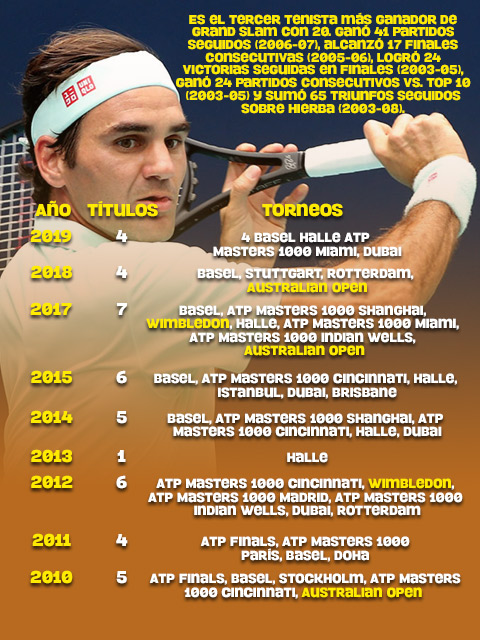 Es el tercer tenista más ganador de
Grand Slam con 20. Ganó 41 partidos
seguidos (2006-07), alcanzó 17 finales
consecutivas (2005-06), logró 24
victorias seguidas en finales (2003-05),
ganó 24 partidos consecutivos vs. Top 10
(2003-05) y sumó 65 triunfos seguidos
sobre hierba (2003-08).
UNI
QLO
Año Títulos Torneos
2019 4 4 Basel Halle ATP
Masters 1000 Miami, Dubai
2018 4 Basel, Stuttgart, Rotterdam,
Australian Open
2017 7 Basel, ATP Masters 1000 Shanghai,
Wimbledon, Halle, ATP Masters 1000 Miami,
ATP Masters 1000 Indian Wells,
Australian Open
2015 6 Basel, ATP Masters 1000 Cincinnati, Halle,
Istanbul, Dubai, Brisbane
2014 5 Basel, ATP Masters 1000 Shanghai, ATP
Masters 1000 Cincinnati, Halle, Dubai
2013 1 Halle
2012 6 ATP Masters 1000 Cincinnati, Wimbledon,
ATP Masters 1000 Madrid, ATP Masters 1000
Indian Wells, Dubai, Rotterdam
2011 4 ATP Finals, ATP Masters 1000
París, Basel, Doha
2010 5 ATP Finals, Basel, Stockholm, ATP Masters
1000 Cincinnati, Australian Open